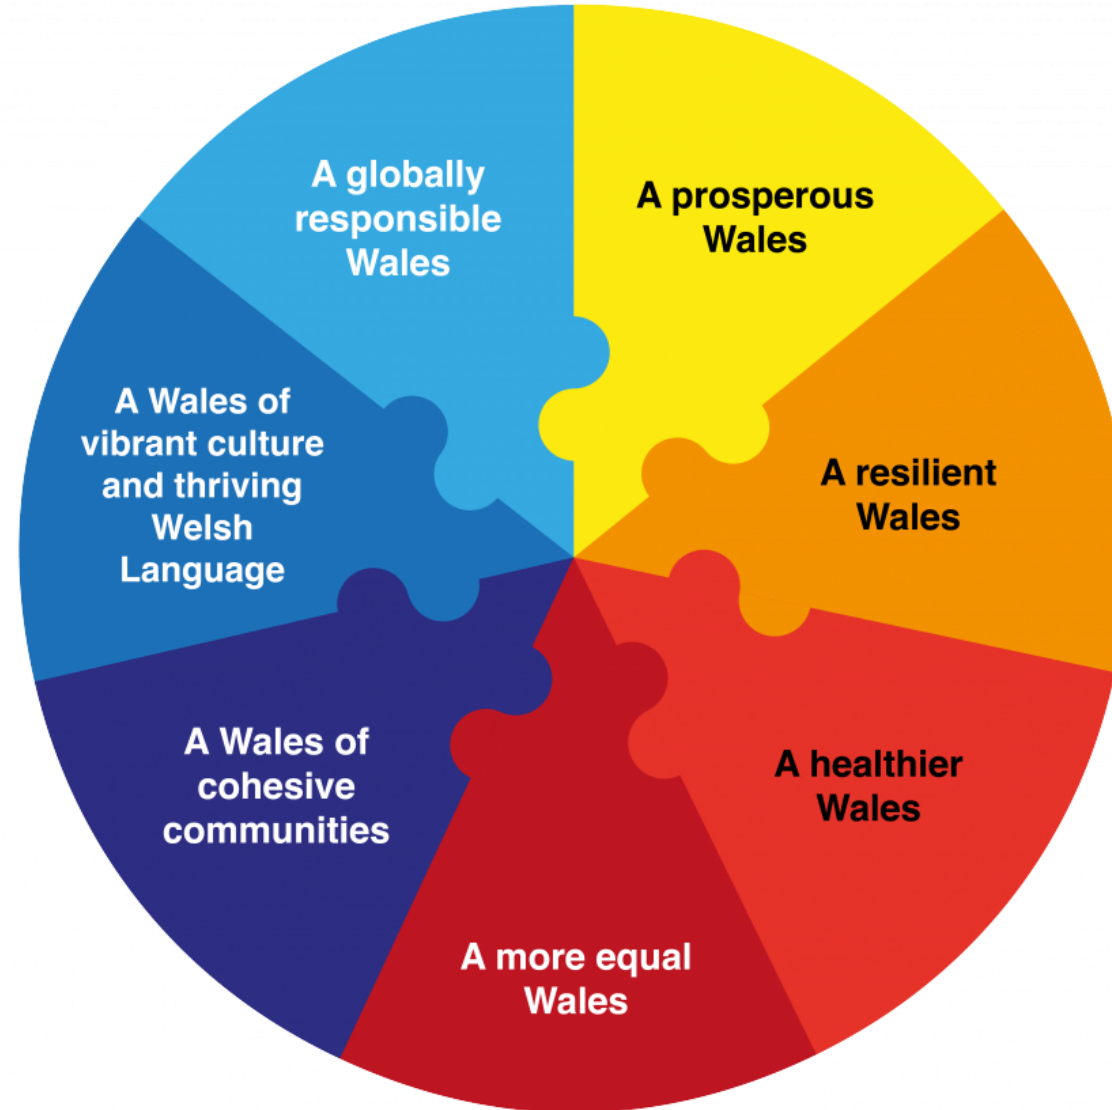 A globally
responsible
Wales
A prosperous
Wales
A resilient
Wales
A healthier
Wales
A more equal
Wales
A Wales of
cohesive
communities
A Wales of
vibrant culture
and thriving
Welsh
Language